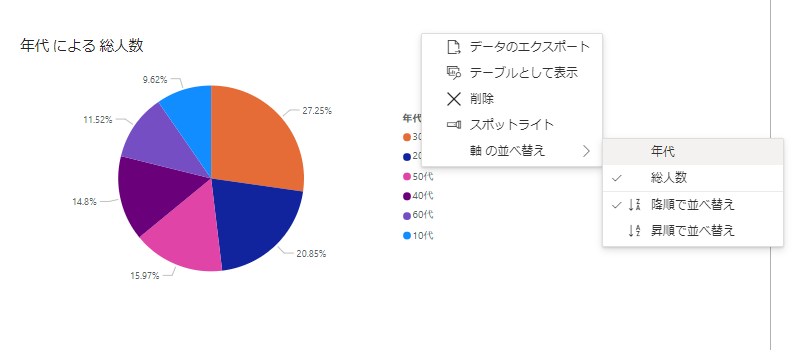 年代 による 総人数
9.62%
27.25%
11.52%
14.8%
15.97%
20.85%
年代
30
20
50代
40代
60代
10代
データのエクスポート
テーブルとして表示
削除
スポットライト
軸 の並べ替え
年代
総人数
降順で並べ替え
昇順で並べ替え